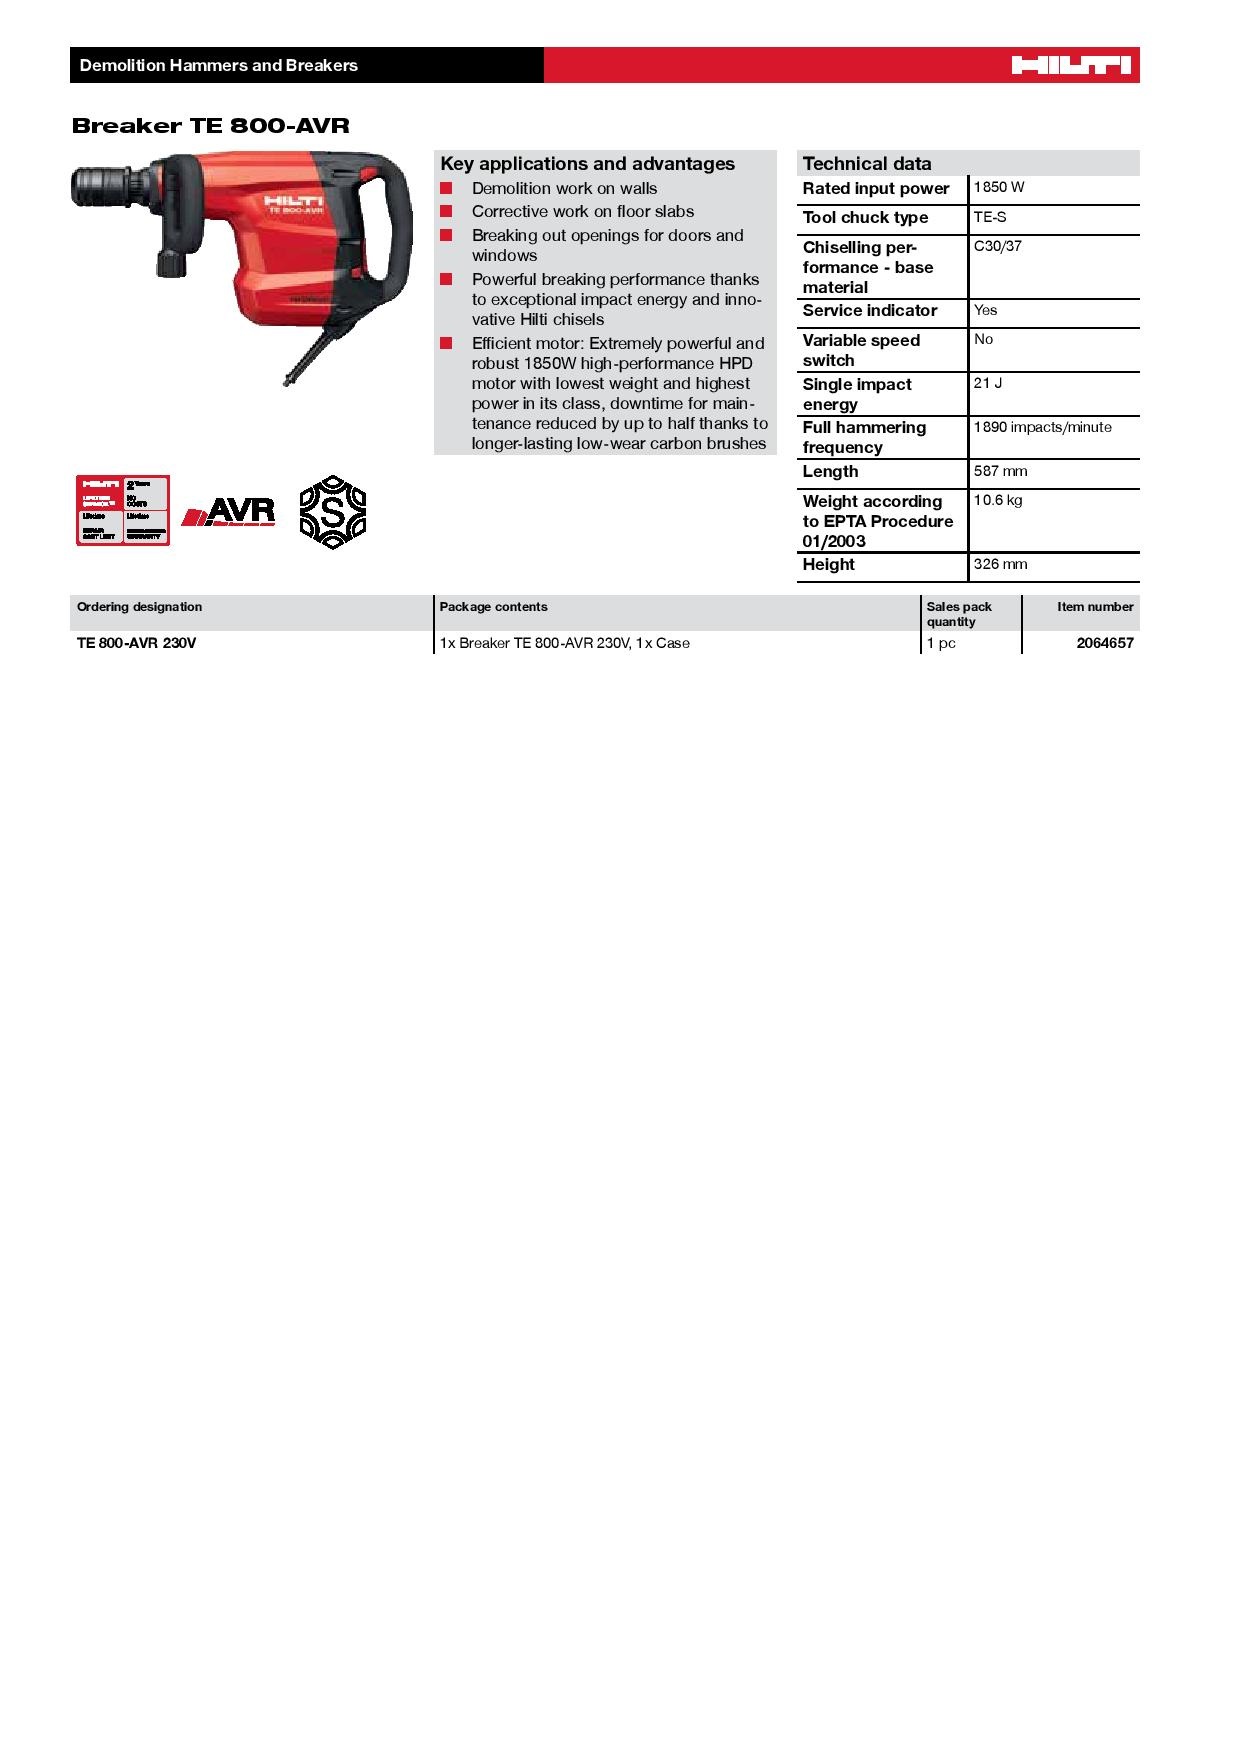 Demolition Hammers and Breakers
HILTI
Breaker TE 800-AVR
HILTI
TE 800-AVR
Key applications and advantages
Demolition work on walls
Corrective work on floor slabs
Breaking out openings for doors and
windows
Powerful breaking performance thanks
to exceptional impact energy and inno-
vative Hilti chisels
Efficient motor: Extremely powerful and
robust 1850W high-performance HPD
motor with lowest weight and highest
power in its class, downtime for main-
tenance reduced by up to half thanks to
longer-lasting low-wear carbon brushes
Technical data
Rated input power 1850 W
Tool chuck type TE-S
Chiselling per- C30/37
formance - base
material
Service indicator Yes
Variable speed No
switch
Single impact 21 J
energy
Full hammering 1890 impacts/minute
frequency
Length 587 mm
Weight according 10.6 kg
to EPTA Procedure
01/2003
Height 326 mm
HILTI 2 Years
Lifetime Lifetime
AVR
S
Ordering designation Package contents Sales pack Item number
quantity
TE 800-AVR 230V 1x Breaker TE 800-AVR 230V, 1x Case 1 pc 2064657